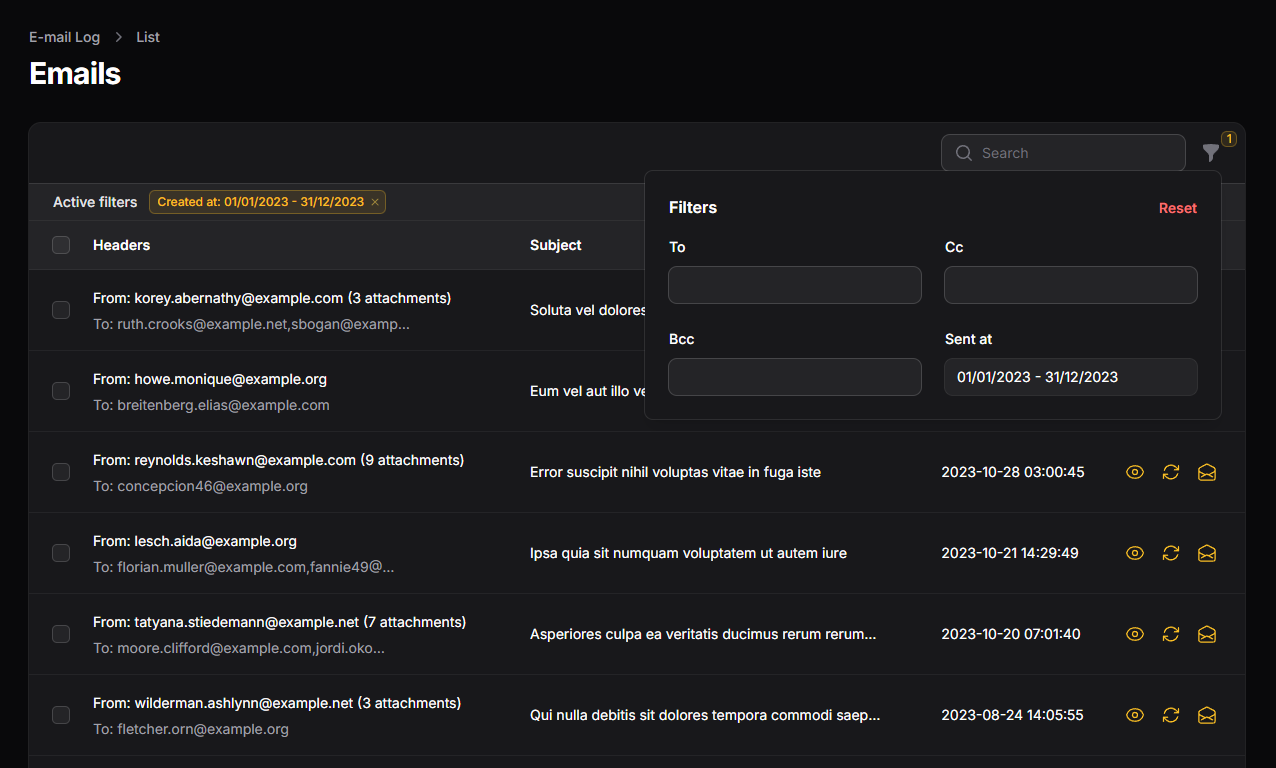 E-mail Log > List
Emails
Search
1
Active filters Created at: 01/01/2023 - 31/12/2023 ×
Filters Reset
To Cc
Bcc Sent at
01/01/2023 - 31/12/2023
Headers Subject
From: korey.abernathy@example.com (3 attachments)
To: ruth.crooks@example.net,sbogan@examp...
Soluta vel dolores
From: howe.monique@example.org
To: breitenberg.elias@example.com
Eum vel aut illo
From: reynolds.keshawn@example.com (9 attachments)
To: concepcion46@example.org
Error suscipit nihil voluptas vitae in fuga iste 2023-10-28 03:00:45
From: lesch.aida@example.org
To: florian.muller@example.com,fannie49@...
Ipsa quia sit numquam voluptatem ut autem iure 2023-10-21 14:29:49
From: tatyana.stiedemann@example.net (7 attachments)
To: moore.clifford@example.com,jordi.oko...
Asperiores culpa ea veritatis ducimus rerum rerum... 2023-10-20 07:01:40
From: wilderman.ashlynn@example.net (3 attachments)
To: fletcher.orn@example.org
Qui nulla debitis sit dolores tempora commodi saep... 2023-08-24 14:05:55